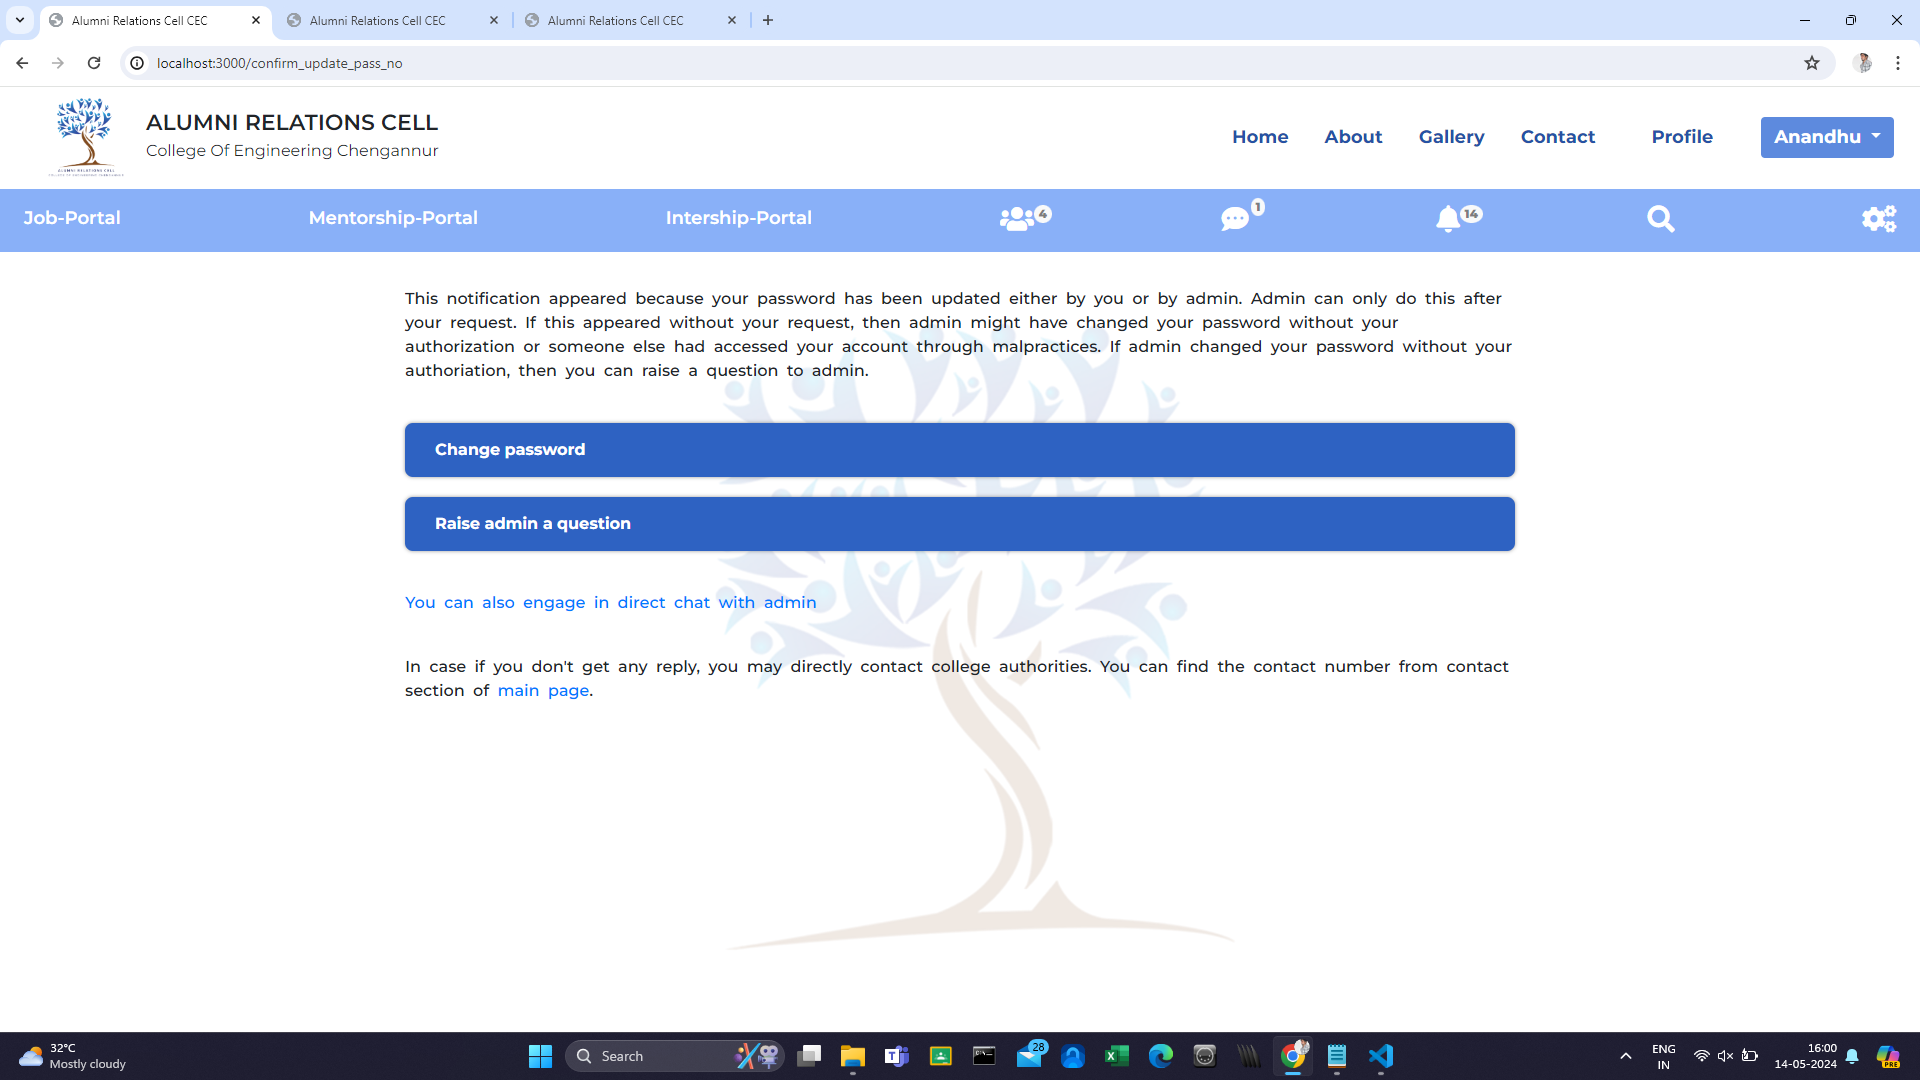 Alumni Relations Cell CEC
Alumni Relations Cell CEC
Alumni Relations Cell CEC
localhost:3000/confirm_update_pass_no
ALUMNI RELATIONS CELL
College Of Engineering Chengannur
Home
About
Gallery
Contact
Profile
Anandhu
Job-Portal
Mentorship-Portal
Intership-Portal
4
1
14
This notification appeared because your password has been updated either by you or by admin. Admin can only do this after
your request. If this appeared without your request, then admin might have changed your password without your
authorization or someone else had accessed your account through malpractices. If admin changed your password without your
authoriation, then you can raise a question to admin.
Change password
Raise admin a question
You can also engage in direct chat with admin
In case if you don't get any reply, you may directly contact college authorities. You can find the contact number from contact
section of main page.
32°C
Mostly cloudy
Search
28
ENG
IN
16:00
14-05-2024
PRE